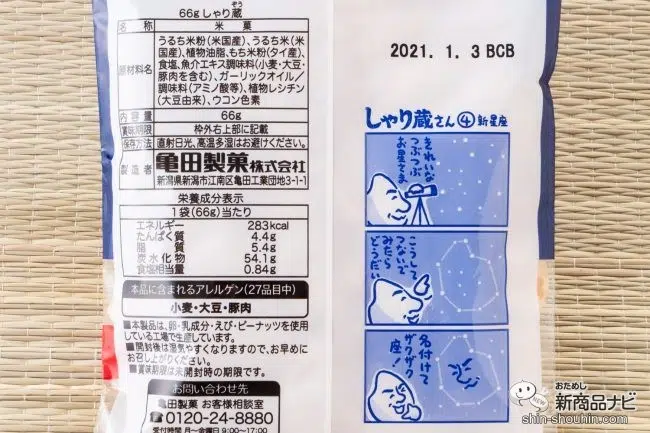 66g しゃり蔵
ぞう
名称 米菓
原材料名 うるち米粉(米国産)、うるち米(米
国産)、植物油脂、もち米粉(タイ産)、
食塩、魚介エキス調味料(小麦・大豆・
豚肉を含む)、ガーリックオイル/
調味料(アミノ酸等)、植物レシチン
(大豆由来)、ウコン色素
内容量 66g
賞味期限 枠外右上部に記載
保存方法 直射日光、高温多湿はお避けください。
製造者 亀田製菓株式会社
新潟県新潟市江南区亀田工業団地3-1-1
栄養成分表示
1袋(66g)当たり
エネルギー 283kcal
たんぱく質 4.4g
脂質 5.4g
炭水化物 54.1g
食塩相当量 0.84g
本品に含まれるアレルゲン(27品目中)
小麦・大豆・豚肉
■本製品は、卵・乳成分・えび・ピーナッツを使用
している工場で生産しています。
■開封後は湿気やすくなりますので、お早めに
お召し上がりください。
■賞味期限は未開封時の期限です。
お問い合わせ先
亀田製菓 お客様相談室
0120-24-8880
受付時間 月〜金曜日 9:00〜17:00
2021. 1. 3 BCB
しゃり蔵さん ④ 新星座
きれいな
つぶつぶ
お星さま
こうして
つないで
みたら
どうだい
名付けて
ザクザク
座!
おためし
新商品ナビ
NEW
shin-shouhin.com